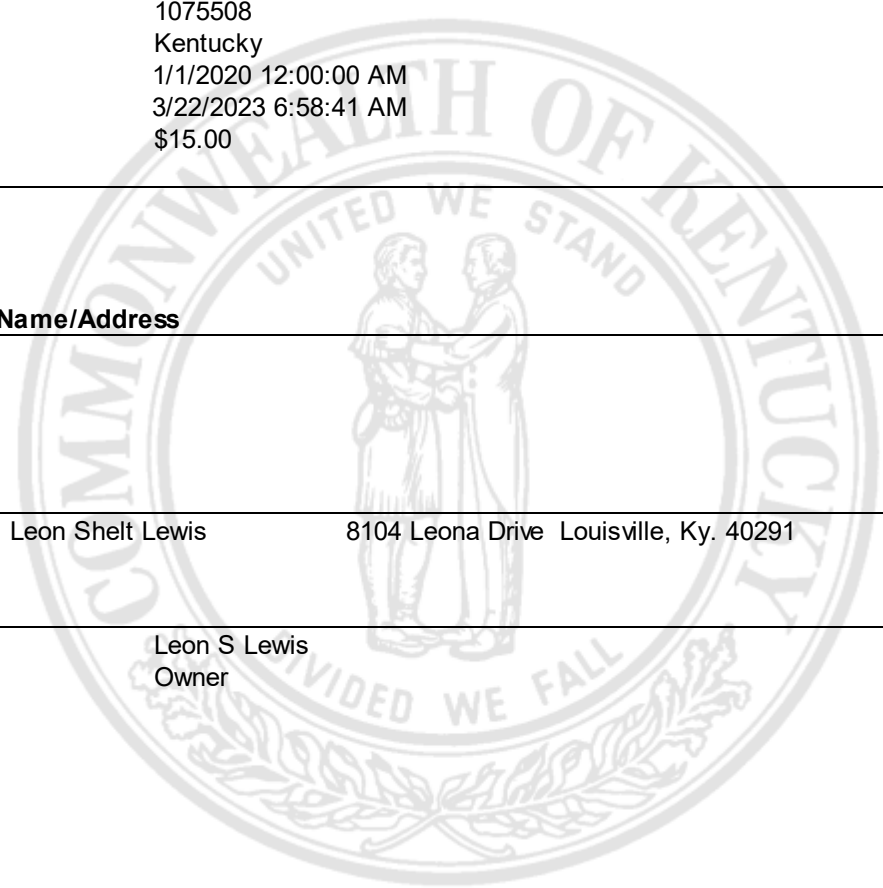 1075508
Kentucky
1/1/2020 12:00:00 AM
3/22/2023 6:58:41 AM
$15.00
COMMONWEALTH OF KENTUCKY
UNITED WE STAND
Name/Address
Leon Shelt Lewis 8104 Leona Drive Louisville, Ky. 40291
Leon S Lewis
Owner
DIVIDED WE FALL